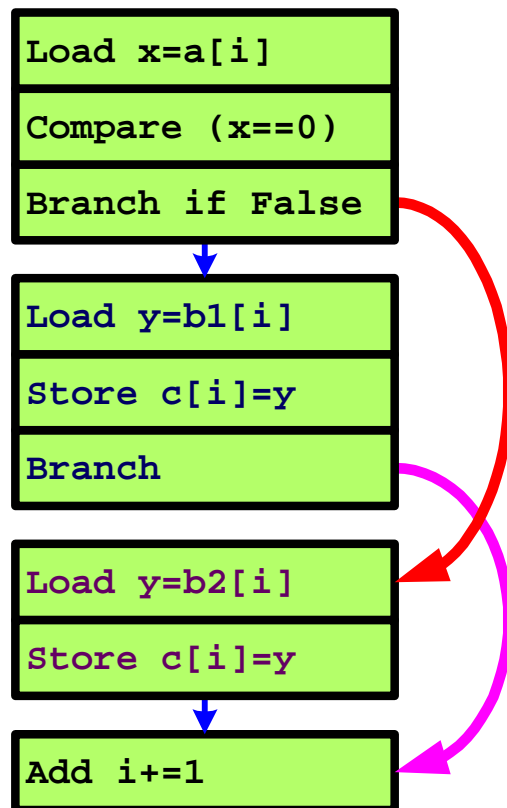 Load x=a[i]
Compare (x==0)
Branch if False
Load y=b1[i]
Store c[i]=y
Branch
Load y=b2[i]
Store c[i]=y
Add i+=1